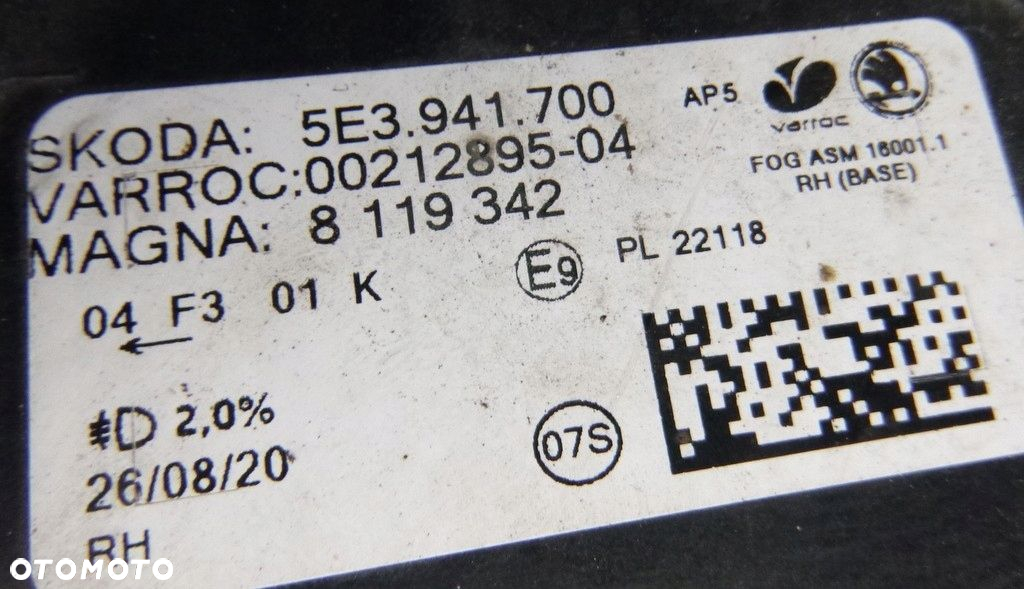 SKODA: 5E3.941.700
VARROC:00212895-04
MAGNA: 8 119 342
AP5
varroc
FOG ASM 16001.1
RH (BASE)
04 F3 01 K
E9
PL 22118
D 2,0%
07S
26/08/20
RH
OTOMOTO